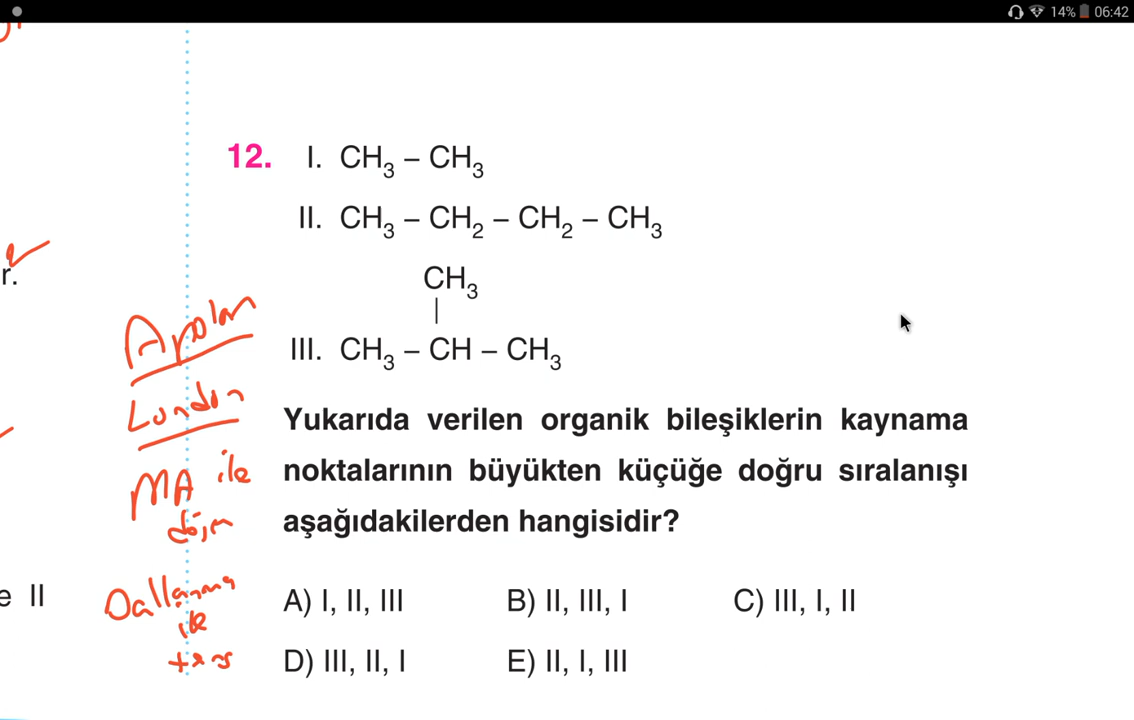 14% 06:42
12. I. CH₃ – CH₃
II. CH₃ – CH₂ – CH₂ – CH₃
CH₃
|
III. CH₃ – CH – CH₃
Yukarıda verilen organik bileşiklerin kaynama
noktalarının büyükten küçüğe doğru sıralanışı
aşağıdakilerden hangisidir?
A) I, II, III B) II, III, I C) III, I, II
D) III, II, I E) II, I, III
r.
e II
Apolar
London
MA ile
Dallanma
ile
ters